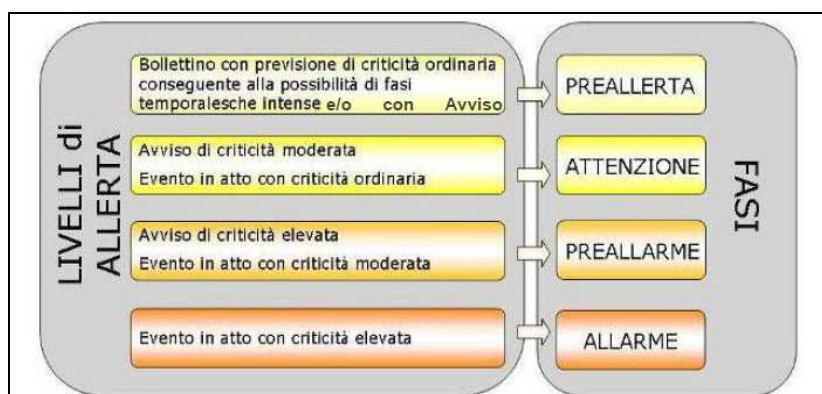 LIVELLI di
ALLERTA
Bollettino con previsione di criticità ordinaria
conseguente alla possibilità di fasi
temporalesche intense e/o con Avviso
PREALLERTA
Avviso di criticità moderata
Evento in atto con criticità ordinaria
ATTENZIONE
Avviso di criticità elevata
Evento in atto con criticità moderata
PREALLARME
Evento in atto con criticità elevata
ALLARME
FASI